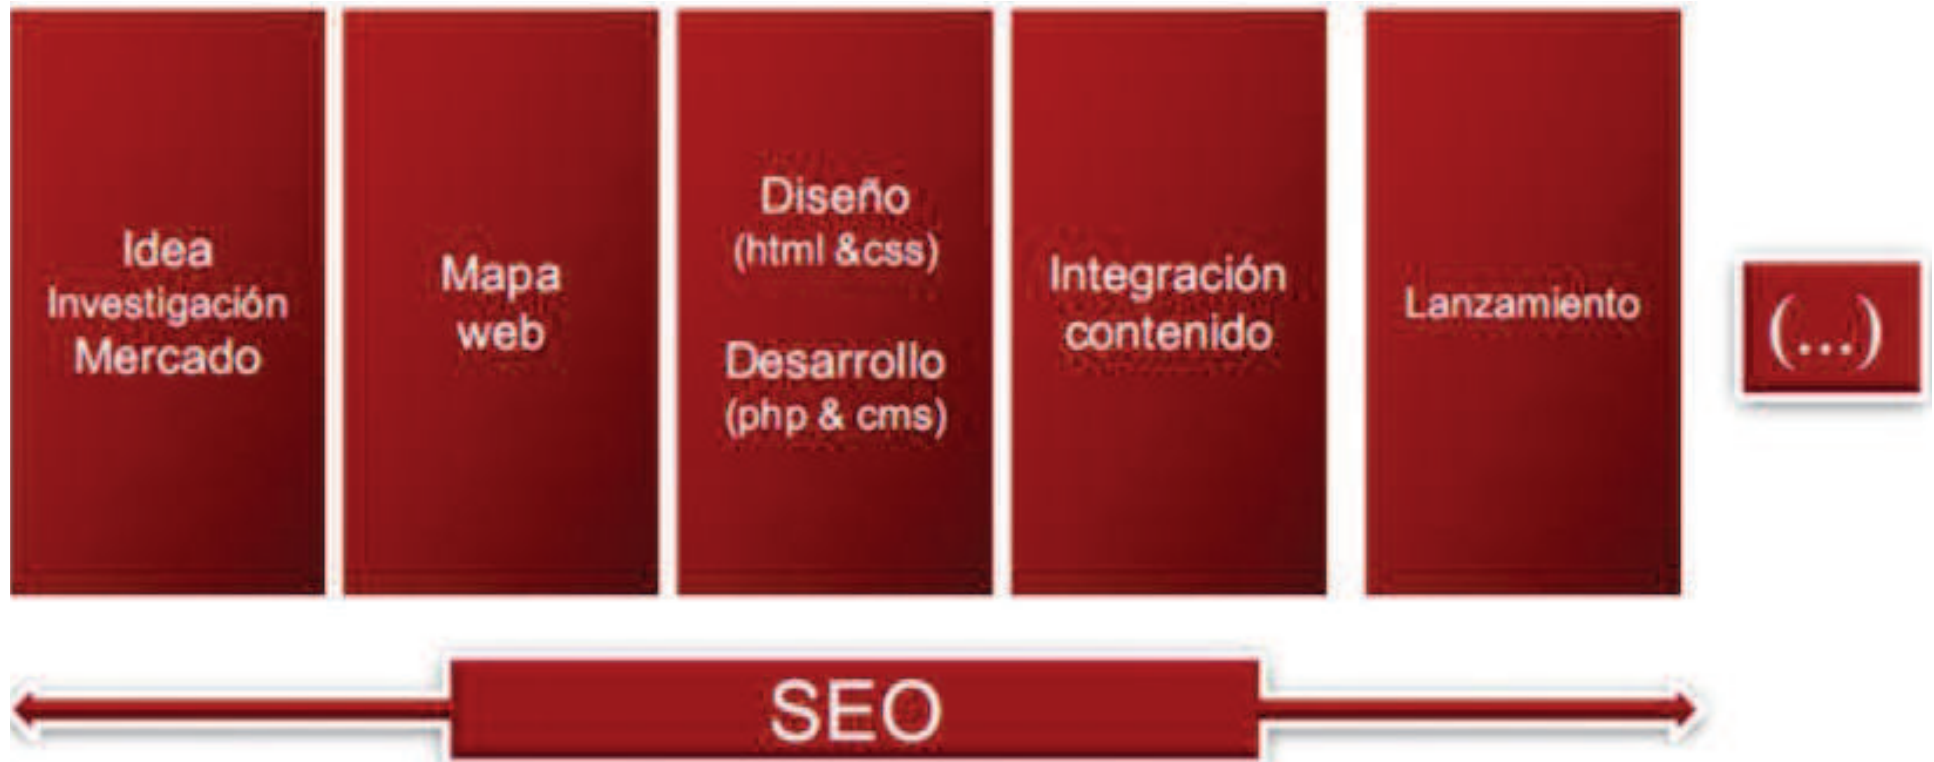 Idea
Investigación
Mercado
Mapa
web
Diseño
(html &css)
Desarrollo
(php & cms)
Integración
contenido
Lanzamiento
(...)
SEO